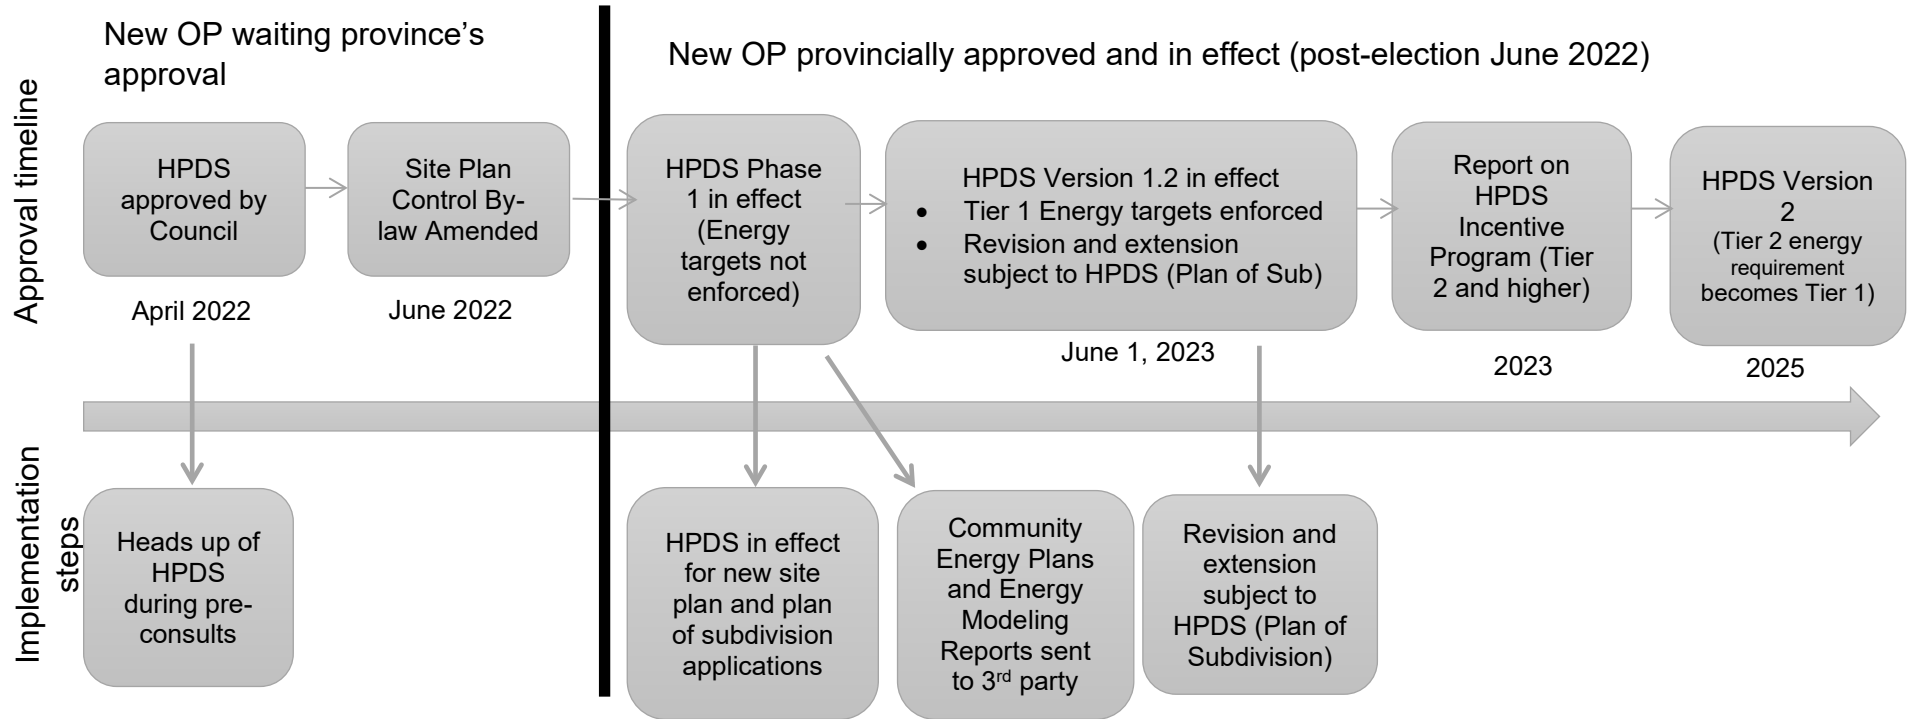 New OP waiting province’s
approval
New OP provincially approved and in effect (post-election June 2022)
Approval timeline
HPDS
approved by
Council
April 2022
Site Plan
Control By-
law Amended
June 2022
HPDS Phase
1 in effect
(Energy
targets not
enforced)
HPDS Version 1.2 in effect
• Tier 1 Energy targets enforced
• Revision and extension
subject to HPDS (Plan of Sub)
June 1, 2023
Report on
HPDS
Incentive
Program (Tier
2 and higher)
2023
HPDS Version
2
(Tier 2 energy
requirement
becomes Tier 1)
2025
Implementation
steps
Heads up of
HPDS
during pre-
consults
HPDS in effect
for new site
plan and plan
of subdivision
applications
Community
Energy Plans
and Energy
Modeling
Reports sent
to 3rd party
Revision and
extension
subject to
HPDS (Plan of
Subdivision)